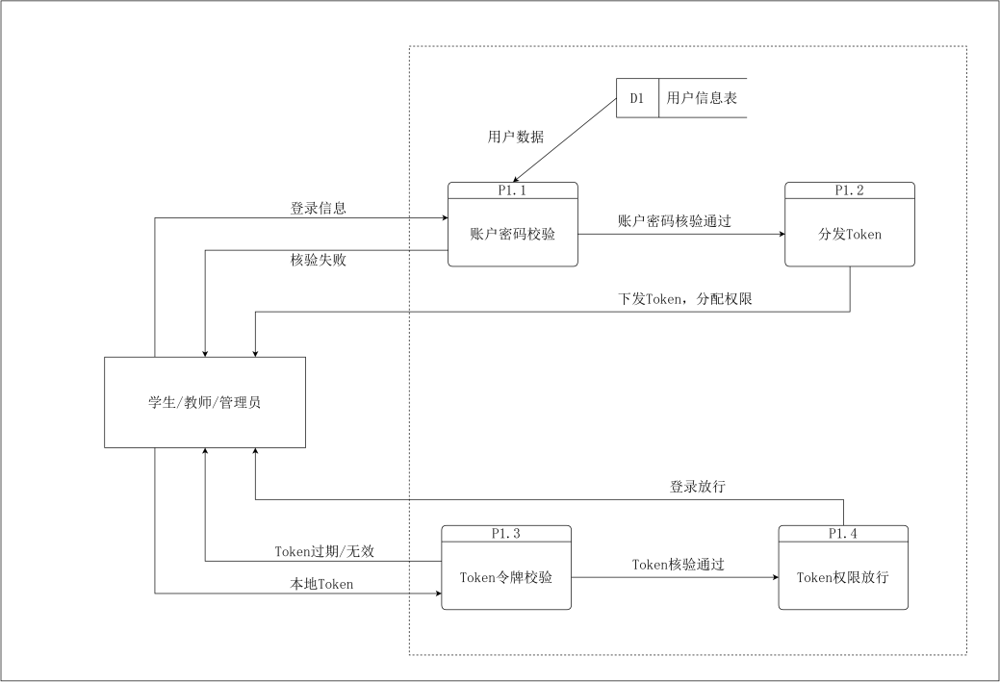 D1
用户信息表
用户数据
P1.1
账户密码校验
P1.2
分发Token
登录信息
账户密码核验通过
核验失败
下发Token，分配权限
学生/教师/管理员
登录放行
P1.3
Token令牌校验
P1.4
Token权限放行
Token过期/无效
Token核验通过
本地Token